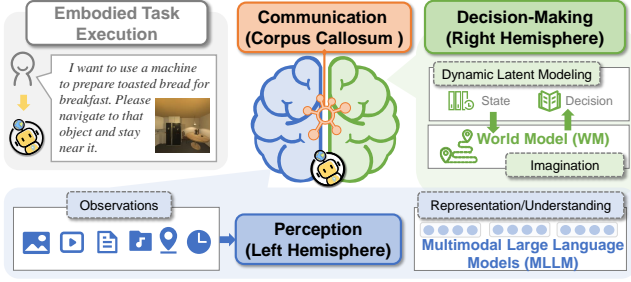 Embodied Task
Execution
I want to use a machine
to prepare toasted bread for
breakfast. Please
navigate to that
object and stay
near it.
Communication
(Corpus Callosum )
Decision-Making
(Right Hemisphere)
Dynamic Latent Modeling
State
Decision
World Model (WM)
Imagination
Observations
Perception
(Left Hemisphere)
Representation/Understanding
Multimodal Large Language
Models (MLLM)